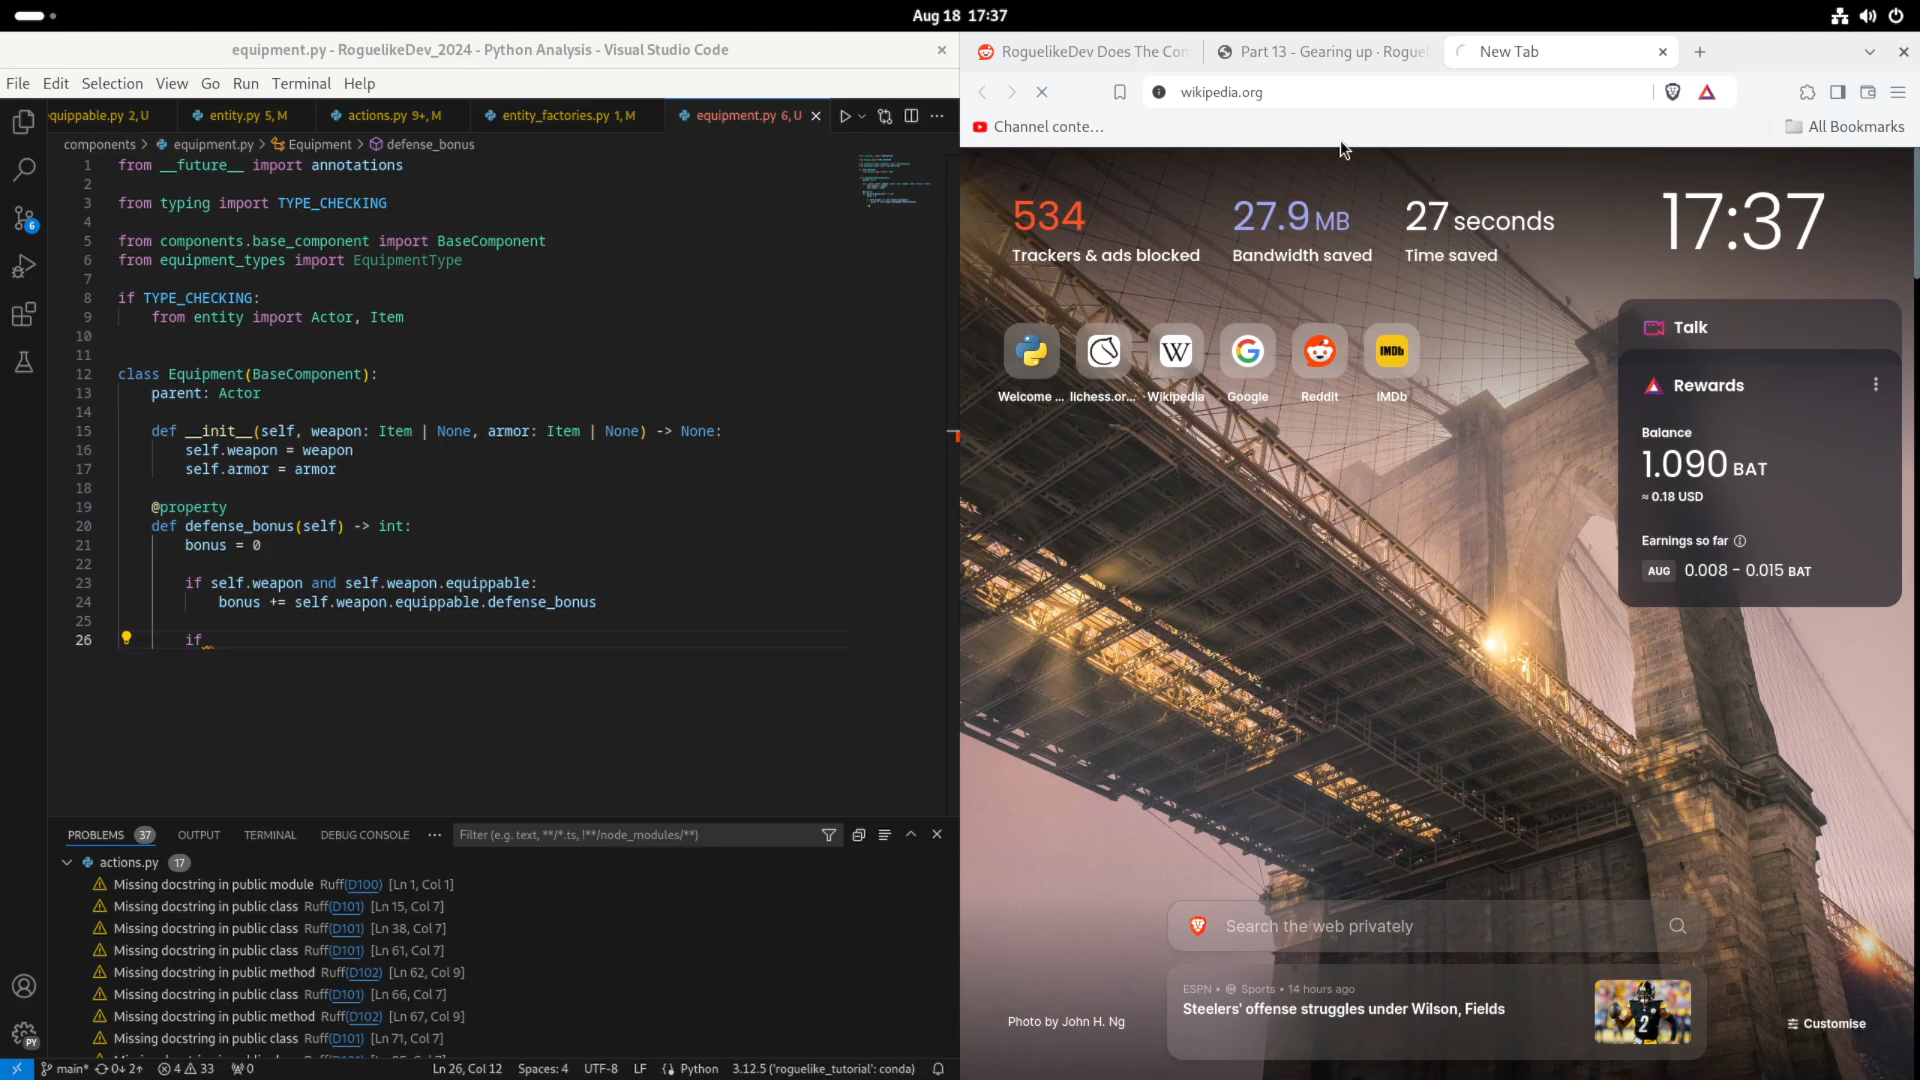 Aug 18 17:37
equipment.py - RoguelikeDev_2024 - Python Analysis - Visual Studio Code
File Edit Selection View Go Run Terminal Help
quippable.py 2, U
entity.py 5, M
actions.py 9+, M
entity_factories.py 1, M
equipment.py 6, U
components > equipment.py > Equipment > defense_bonus
1 from __future__ import annotations
2
3 from typing import TYPE_CHECKING
4
5 from components.base_component import BaseComponent
6 from equipment_types import EquipmentType
7
8 if TYPE_CHECKING:
9 from entity import Actor, Item
10
11
12 class Equipment(BaseComponent):
13 parent: Actor
14
15 def __init__(self, weapon: Item | None, armor: Item | None) -> None:
16 self.weapon = weapon
17 self.armor = armor
18
19 @property
20 def defense_bonus(self) -> int:
21 bonus = 0
22
23 if self.weapon and self.weapon.equippable:
24 bonus += self.weapon.equippable.defense_bonus
25
26 if
PROBLEMS 37 OUTPUT TERMINAL DEBUG CONSOLE
Filter (e.g. text, **/*.ts, !**/node_modules/**)
actions.py 17
Missing docstring in public module Ruff(D100) [Ln 1, Col 1]
Missing docstring in public class Ruff(D101) [Ln 15, Col 7]
Missing docstring in public class Ruff(D101) [Ln 38, Col 7]
Missing docstring in public class Ruff(D101) [Ln 61, Col 7]
Missing docstring in public method Ruff(D102) [Ln 62, Col 9]
Missing docstring in public class Ruff(D101) [Ln 66, Col 7]
Missing docstring in public method Ruff(D102) [Ln 67, Col 9]
Missing docstring in public class Ruff(D101) [Ln 71, Col 7]
6
PY
main* 0↓ 2↑ 4 33 0
Ln 26, Col 12 Spaces: 4 UTF-8 LF Python 3.12.5 ('roguelike_tutorial': conda)
RoguelikeDev Does The Com
Part 13 - Gearing up · Rogue
New Tab
wikipedia.org
Channel conte…
All Bookmarks
534
Trackers & ads blocked
27.9 MB
Bandwidth saved
27 seconds
Time saved
17:37
W
G
IMDb
Welcome ...
lichess.or...
Wikipedia
Google
Reddit
IMDb
Talk
Rewards
Balance
1.090 BAT
≈ 0.18 USD
Earnings so far
AUG 0.008 - 0.015 BAT
Search the web privately
ESPN • Sports • 14 hours ago
Steelers' offense struggles under Wilson, Fields
2
Photo by John H. Ng
Customise